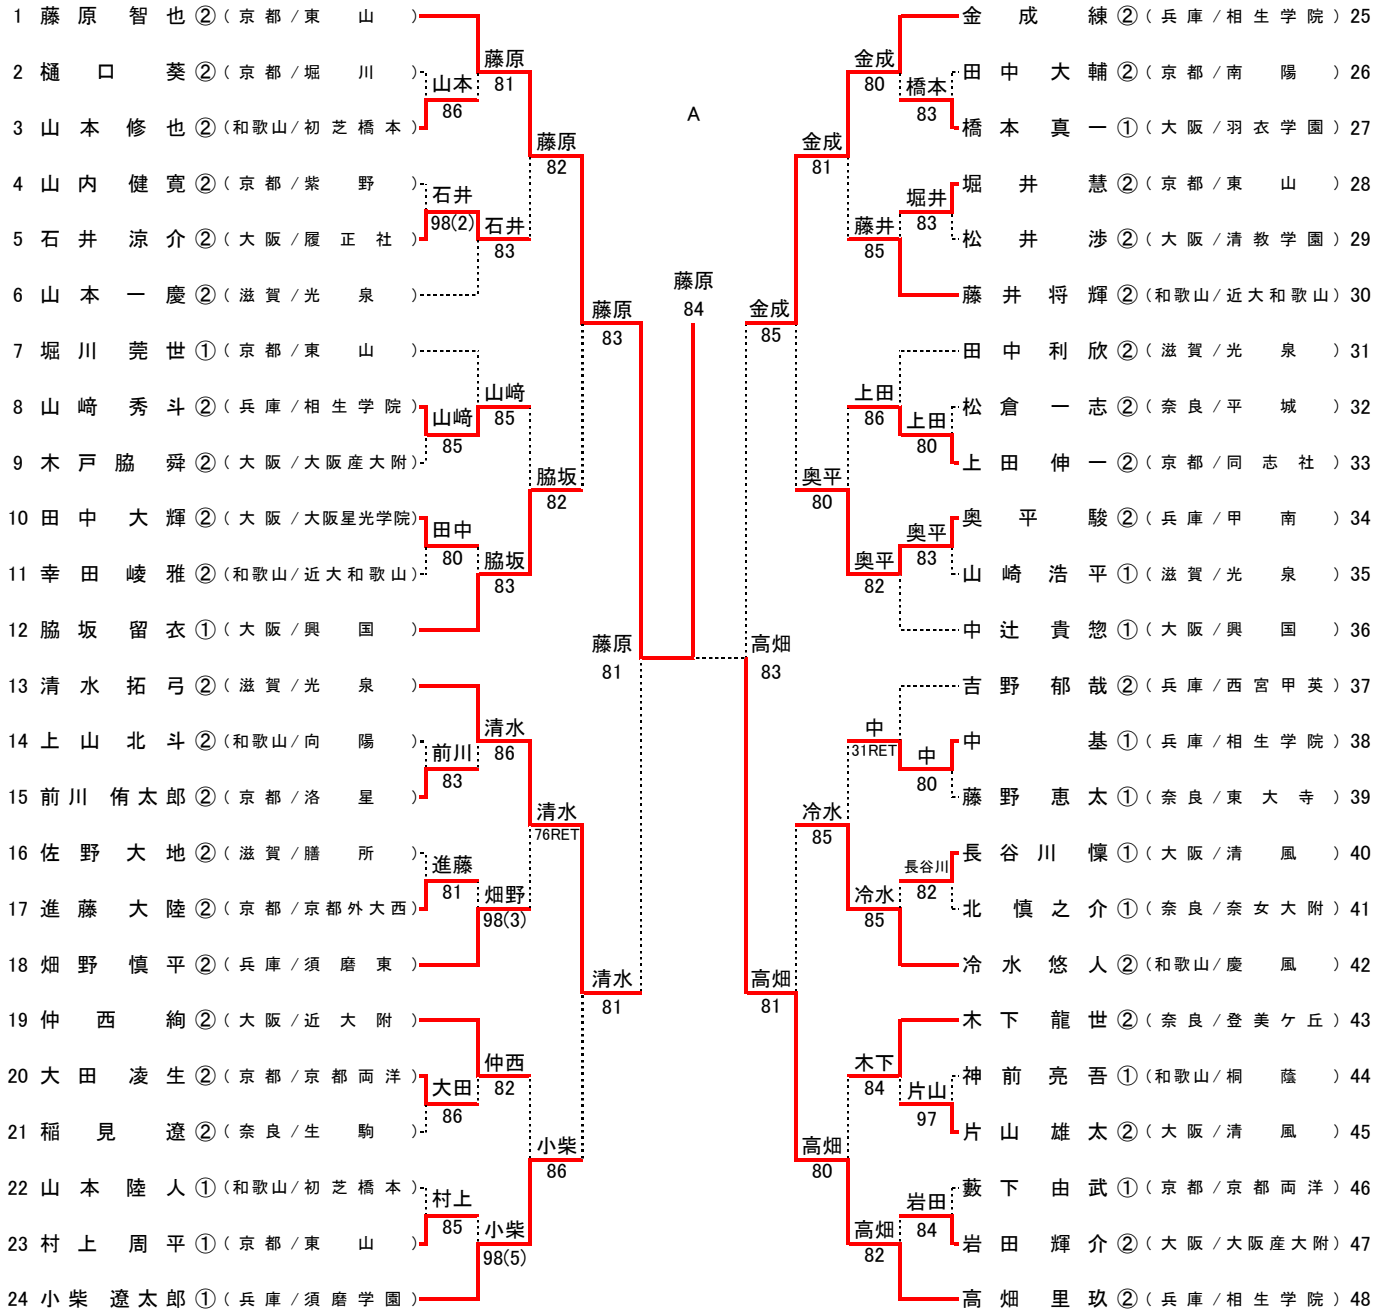 1 藤原 智也 ② (京都/東山) 金成 練 ② (兵庫/相生学院) 25
藤原 金成
2 樋口 葵 ② (京都/堀川) 81 80 田中 大輔 ② (京都/南陽) 26
山本 橋本
86 A 83
3 山本 修也 ② (和歌山/初芝橋本) 橋本 真一 ① (大阪/羽衣学園) 27
藤原 金成
82 81
4 山内 健寛 ② (京都/紫野) 堀井 慧 ② (京都/東山) 28
石井 堀井
98(2) 石井 藤井 83
5 石井 涼介 ② (大阪/履正社) 松井 渉 ② (大阪/清教学園) 29
83 85
藤原
6 山本 一慶 ② (滋賀/光泉) 藤井 将輝 ② (和歌山/近大和歌山) 30
藤原 84 金成
83 85
7 堀川 莞世 ① (京都/東山) 田中 利欣 ② (滋賀/光泉) 31
山﨑 上田
8 山﨑 秀斗 ② (兵庫/相生学院) 松倉 一志 ② (奈良/平城) 32
山﨑 85 86 上田
85 80
9 木戸脇 舜 ② (大阪/大阪産大附) 上田 伸一 ② (京都/同志社) 33
脇坂 奥平
82 80
10 田中 大輝 ② (大阪/大阪星光学院) 奥平 駿 ② (兵庫/甲南) 34
田中 奥平
80 脇坂 奥平 83
11 幸田 崚雅 ② (和歌山/近大和歌山) 山崎 浩平 ① (滋賀/光泉) 35
83 82
12 脇坂 留衣 ① (大阪/興国) 中辻 貴惣 ① (大阪/興国) 36
藤原 高畑
81 83
13 清水 拓弓 ② (滋賀/光泉) 吉野 郁哉 ② (兵庫/西宮甲英) 37
清水 中
14 上山 北斗 ② (和歌山/向陽) 中 基 ① (兵庫/相生学院) 38
前川 86 31RET 中
83 80
15 前川 侑太郎 ② (京都/洛星) 藤野 恵太 ① (奈良/東大寺) 39
清水 冷水
76RET 85
16 佐野 大地 ② (滋賀/膳所) 長谷川 懍 ① (大阪/清風) 40
進藤 長谷川
81 畑野 冷水 82
17 進藤 大陸 ② (京都/京都外大西) 北 慎之介 ① (奈良/奈女大附) 41
98(3) 85
18 畑野 慎平 ② (兵庫/須磨東) 冷水 悠人 ② (和歌山/慶風) 42
清水 高畑
81 81
19 仲西 絢 ② (大阪/近大附) 木下 龍世 ② (奈良/登美ケ丘) 43
仲西 木下
20 大田 凌生 ② (京都/京都両洋) 神前 亮吾 ① (和歌山/桐蔭) 44
大田 82 84 片山
86 97
21 稲見 遼 ② (奈良/生駒) 片山 雄太 ② (大阪/清風) 45
小柴 高畑
86 80
22 山本 陸人 ① (和歌山/初芝橋本) 藪下 由武 ① (京都/京都両洋) 46
村上 岩田
85 小柴 高畑 84
23 村上 周平 ① (京都/東山) 岩田 輝介 ② (大阪/大阪産大附) 47
98(5) 82
24 小柴 遼太郎 ① (兵庫/須磨学園) 高畑 里玖 ② (兵庫/相生学院) 48